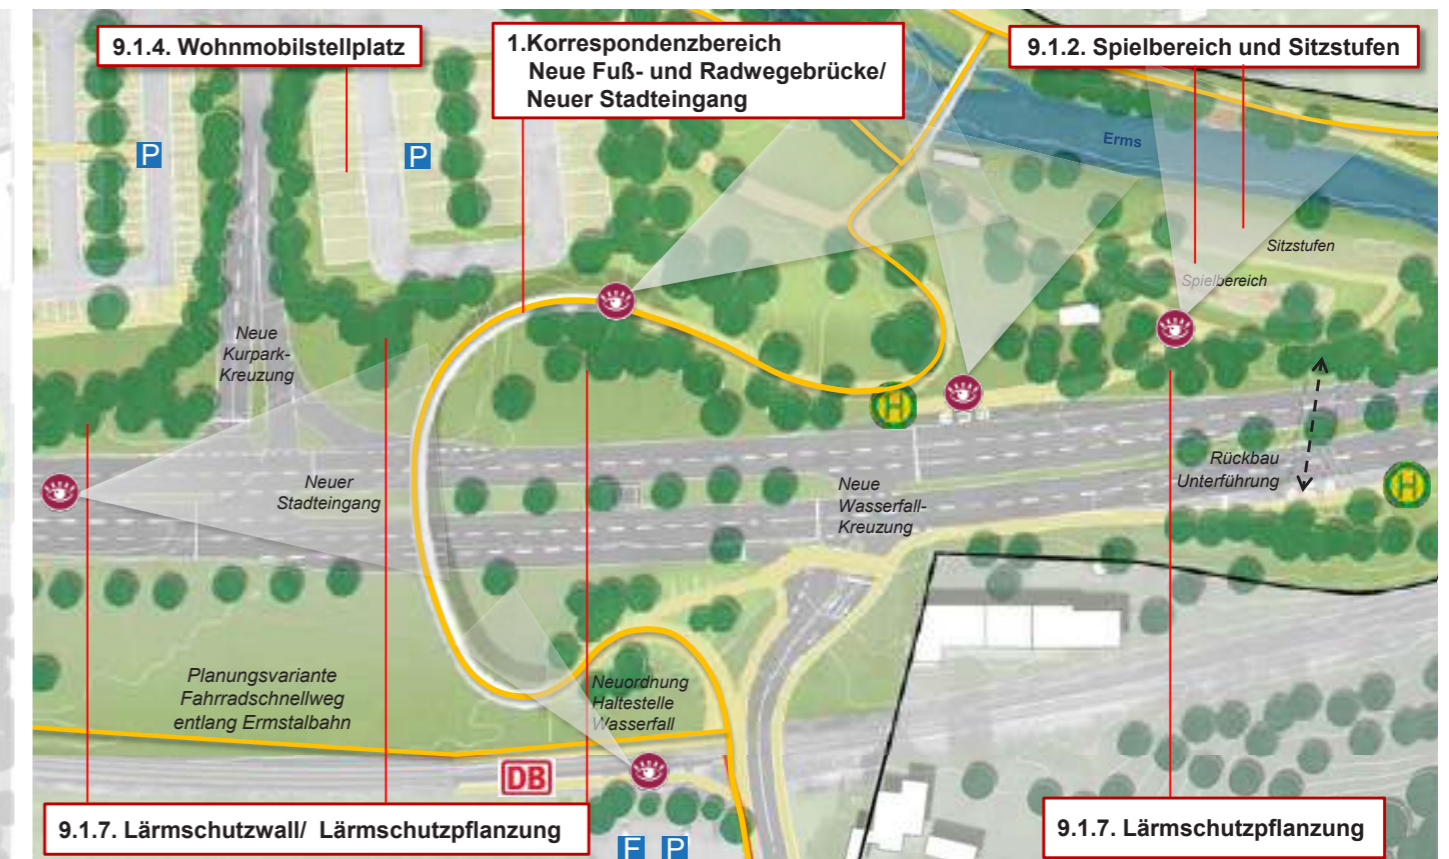 9.1.4. Wohnmobilstellplatz
1.Korrespondenzbereich
Neue Fuß- und Radwegebrücke/
Neuer Stadteingang
9.1.2. Spielbereich und Sitzstufen
P
P
Erms
Sitzstufen
Spielbereich
Neue
Kurpark-
Kreuzung
H
Neuer
Stadteingang
Neue
Wasserfall-
Kreuzung
Rückbau
Unterführung
H
Planungsvariante
Fahrradschnellweg
entlang Ermstalbahn
Neuordnung
Haltestelle
Wasserfall
DB
9.1.7. Lärmschutzwall/ Lärmschutzpflanzung
9.1.7. Lärmschutzpflanzung
F P